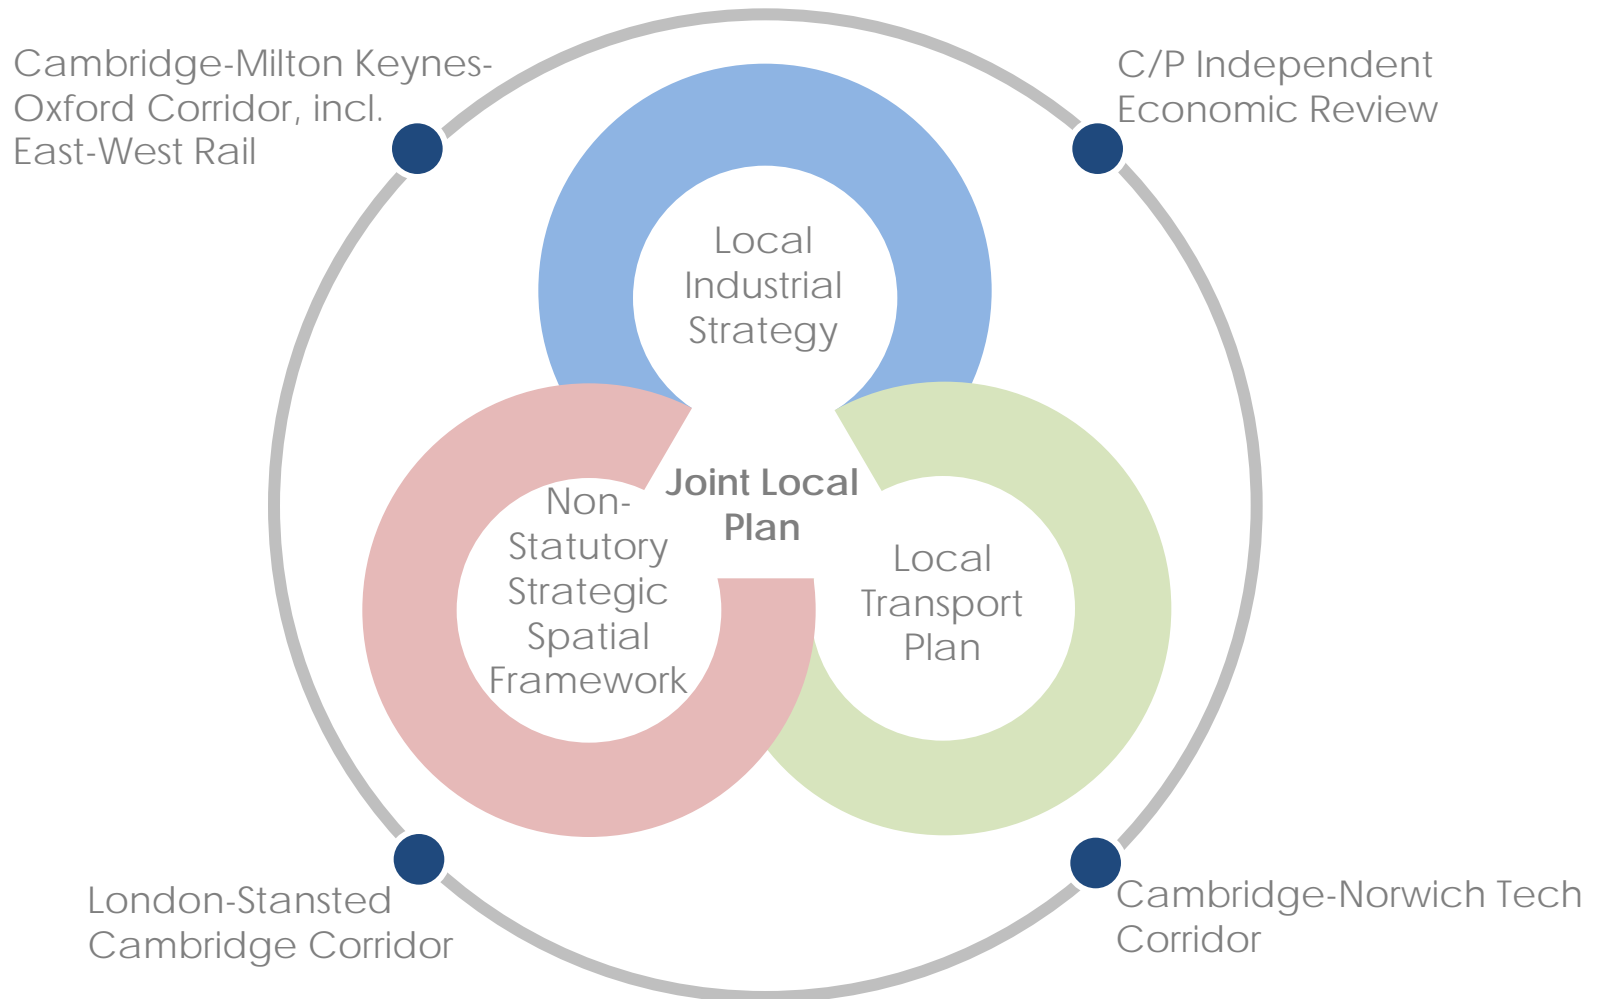 Cambridge-Milton Keynes-
Oxford Corridor, incl.
East-West Rail
C/P Independent
Economic Review
Local
Industrial
Strategy
Joint Local
Plan
Non-
Statutory
Strategic
Spatial
Framework
Local
Transport
Plan
London-Stansted
Cambridge Corridor
Cambridge-Norwich Tech
Corridor